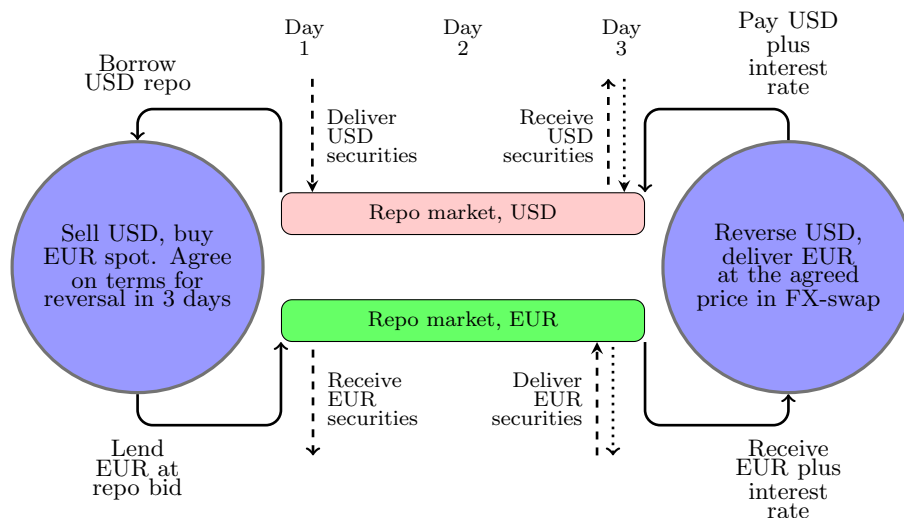 Day
1
Day
2
Day
3
Pay USD
plus
interest
rate
Borrow
USD repo
Deliver
USD
securities
Receive
USD
securities
Repo market, USD
Sell USD, buy
EUR spot. Agree
on terms for
reversal in 3 days
Reverse USD,
deliver EUR
at the agreed
price in FX-swap
Repo market, EUR
Receive
EUR
securities
Deliver
EUR
securities
Lend
EUR at
repo bid
Receive
EUR plus
interest
rate